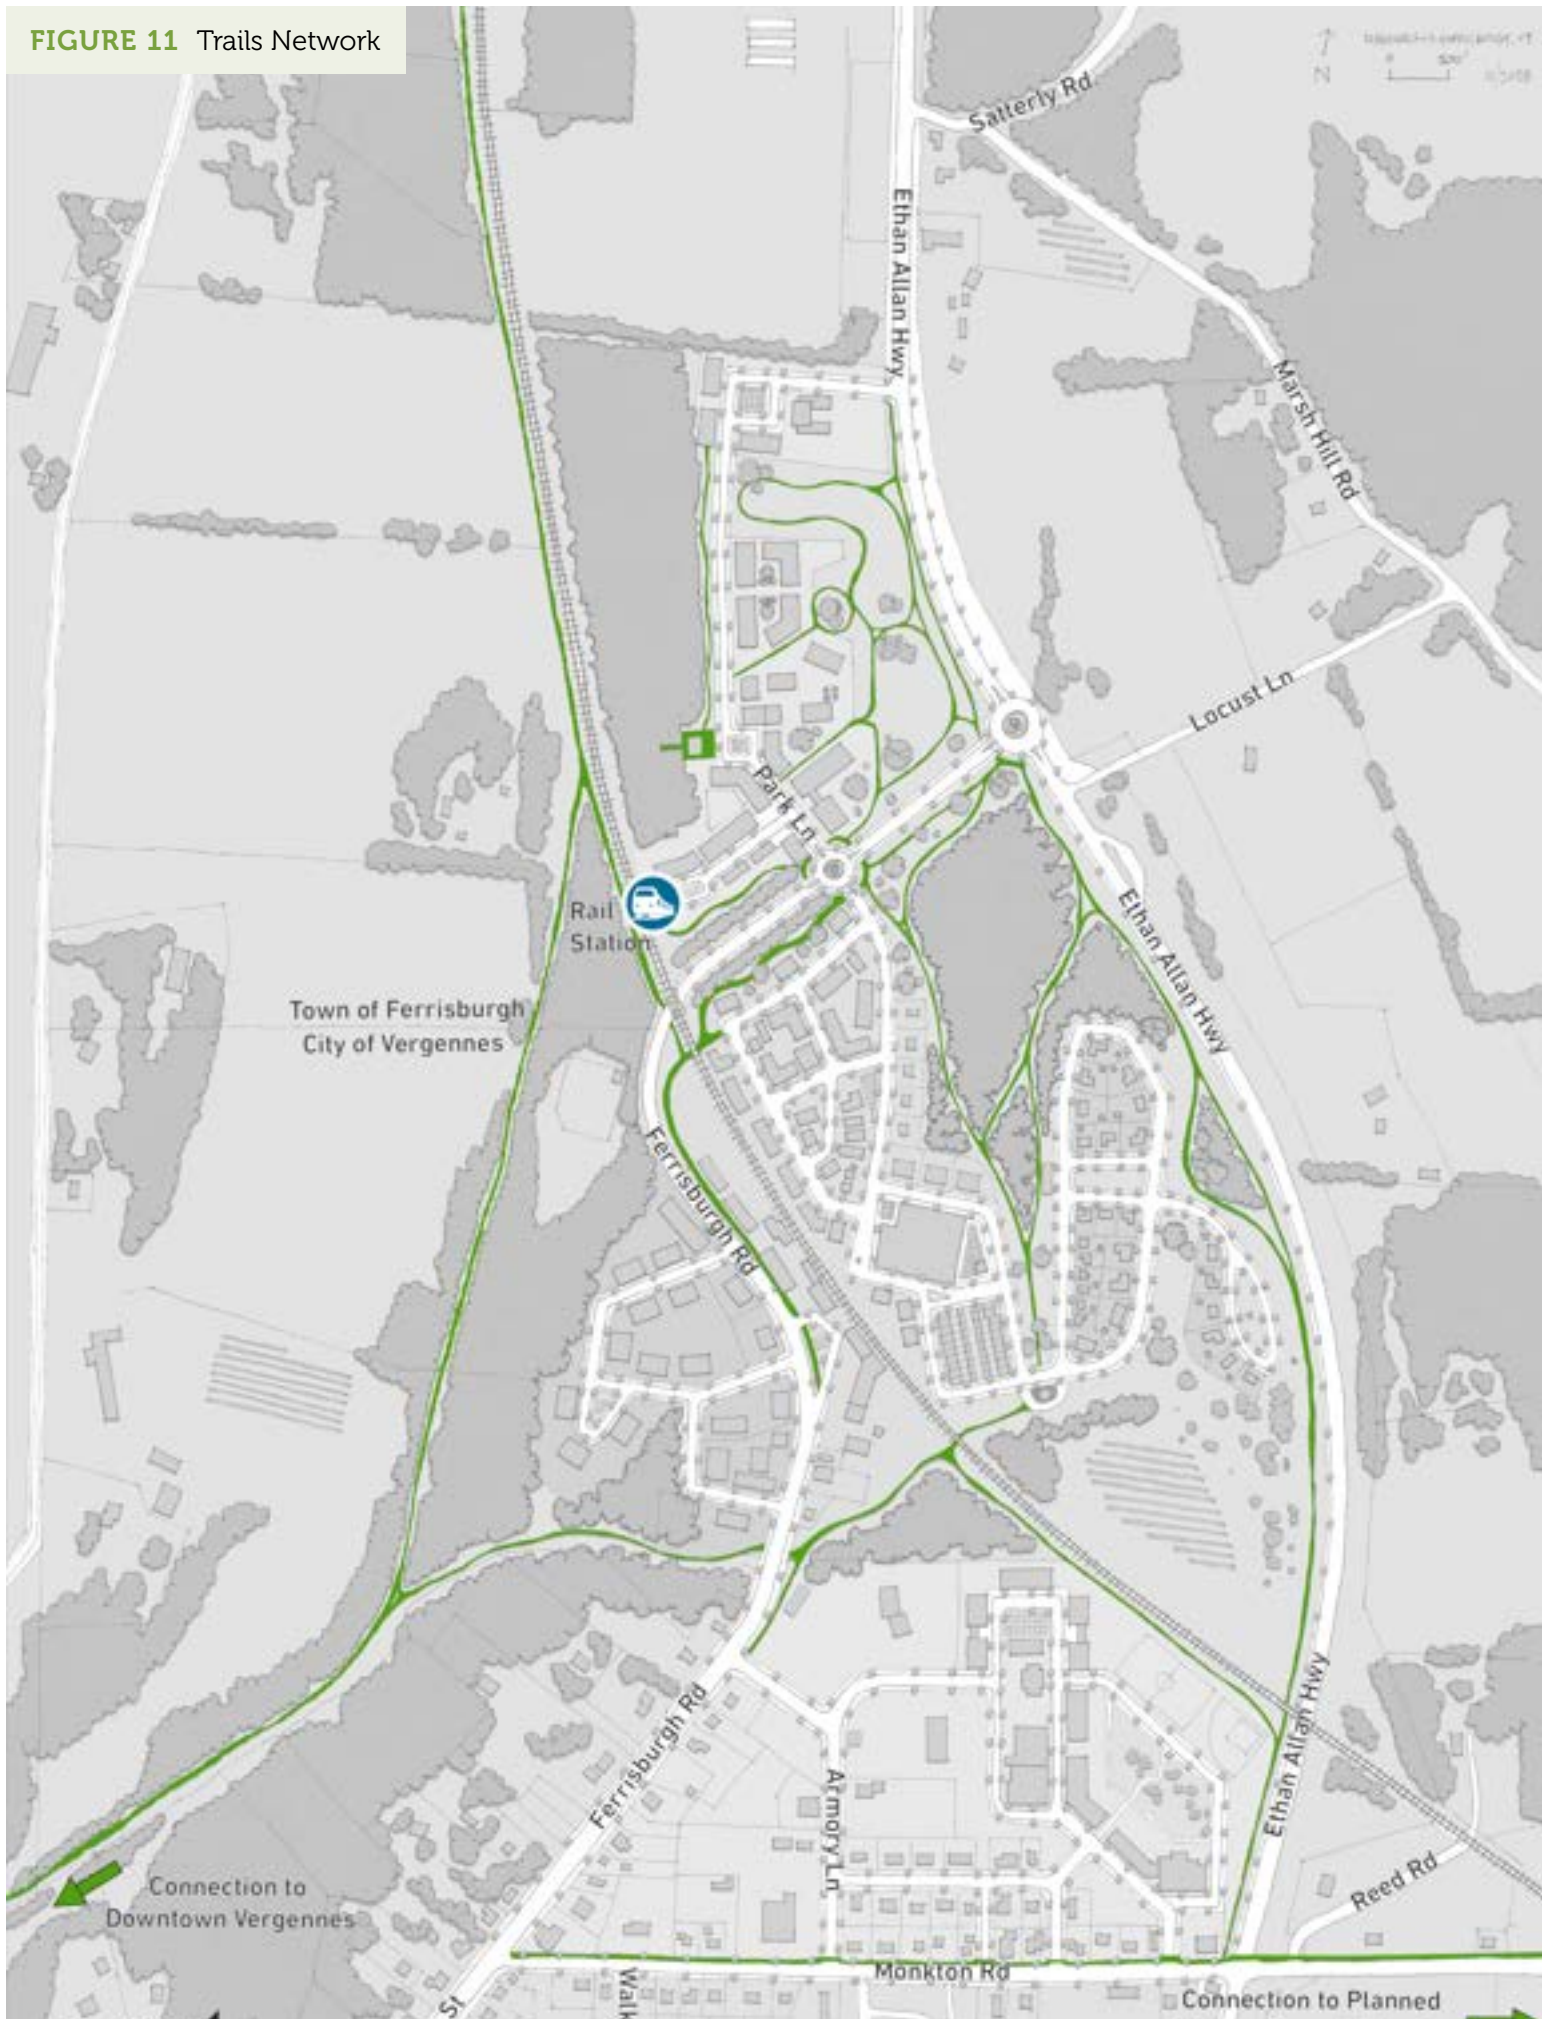 FIGURE 11 Trails Network
Satterly Rd
N
Ethan Allan Hwy
Marsh Hill Rd
Locust Ln
Park Ln
Rail
Station
Ethan Allan Hwy
Town of Ferrisburgh
City of Vergennes
Ferrisburgh Rd
Ethan Allan Hwy
Ferrisburgh Rd
Armory Ln
Reed Rd
Connection to
Downtown Vergennes
Monkton Rd
Walk
St
Connection to Planned